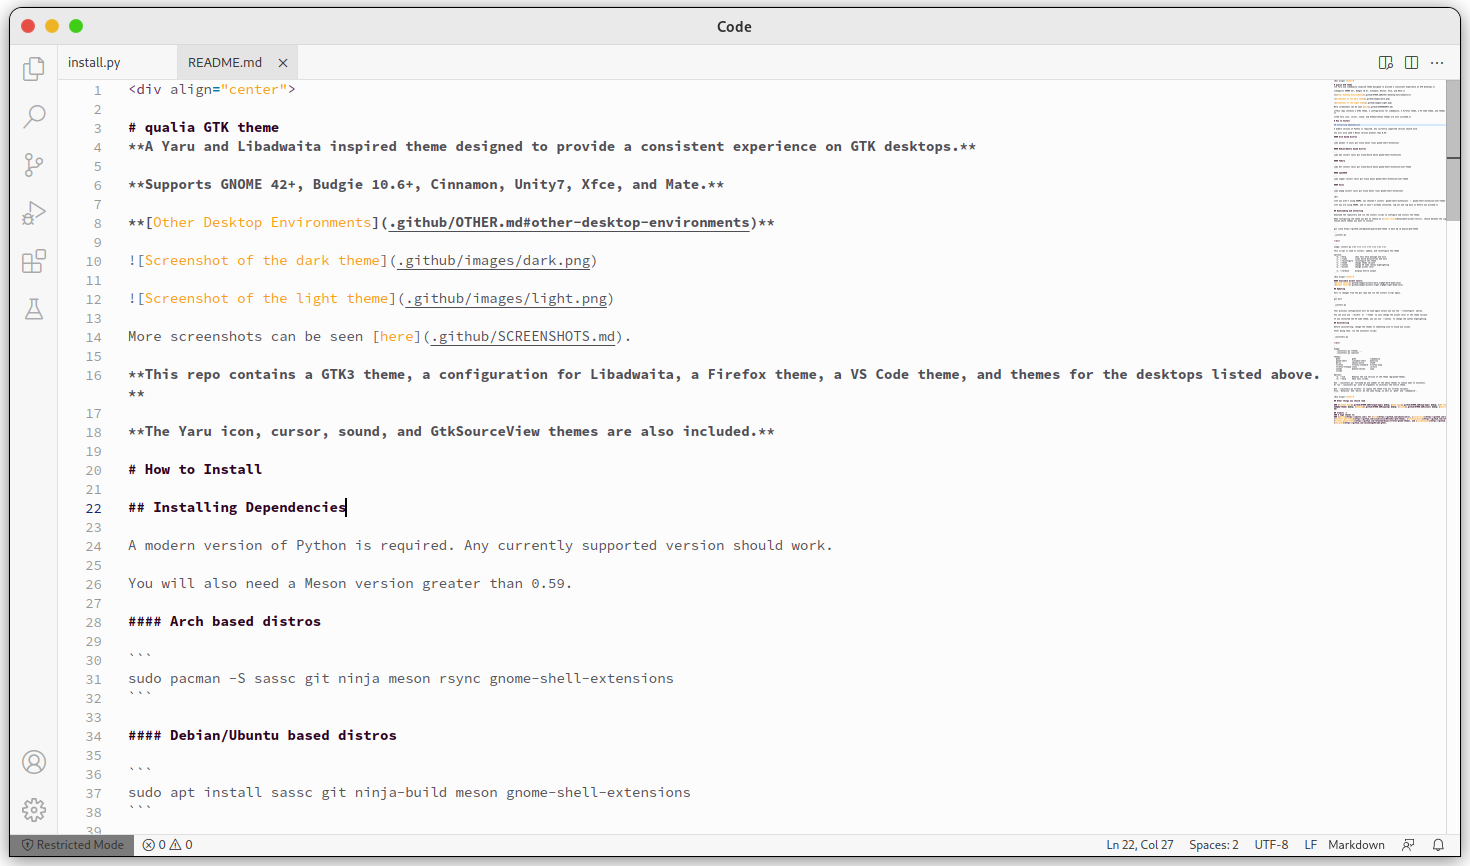 Code
install.py
README.md
1 <div align="center">
2
3 # qualia GTK theme
4 **A Yaru and Libadwaita inspired theme designed to provide a consistent experience on GTK desktops.**
5
6 **Supports GNOME 42+, Budgie 10.6+, Cinnamon, Unity7, Xfce, and Mate.**
7
8 **[Other Desktop Environments](.github/OTHER.md#other-desktop-environments)**
9
10 ![Screenshot of the dark theme](.github/images/dark.png)
11
12 ![Screenshot of the light theme](.github/images/light.png)
13
14 More screenshots can be seen [here](.github/SCREENSHOTS.md).
15
16 **This repo contains a GTK3 theme, a configuration for Libadwaita, a Firefox theme, a VS Code theme, and themes for the desktops listed above.
**
17
18 **The Yaru icon, cursor, sound, and GtkSourceView themes are also included.**
19
20 # How to Install
21
22 ## Installing Dependencies
23
24 A modern version of Python is required. Any currently supported version should work.
25
26 You will also need a Meson version greater than 0.59.
27
28 #### Arch based distros
29
30 ```
31 sudo pacman -S sassc git ninja meson rsync gnome-shell-extensions
32 ```
33
34 #### Debian/Ubuntu based distros
35
36 ```
37 sudo apt install sassc git ninja-build meson gnome-shell-extensions
38 ```
39
Restricted Mode
0 0
Ln 22, Col 27 Spaces: 2 UTF-8 LF Markdown